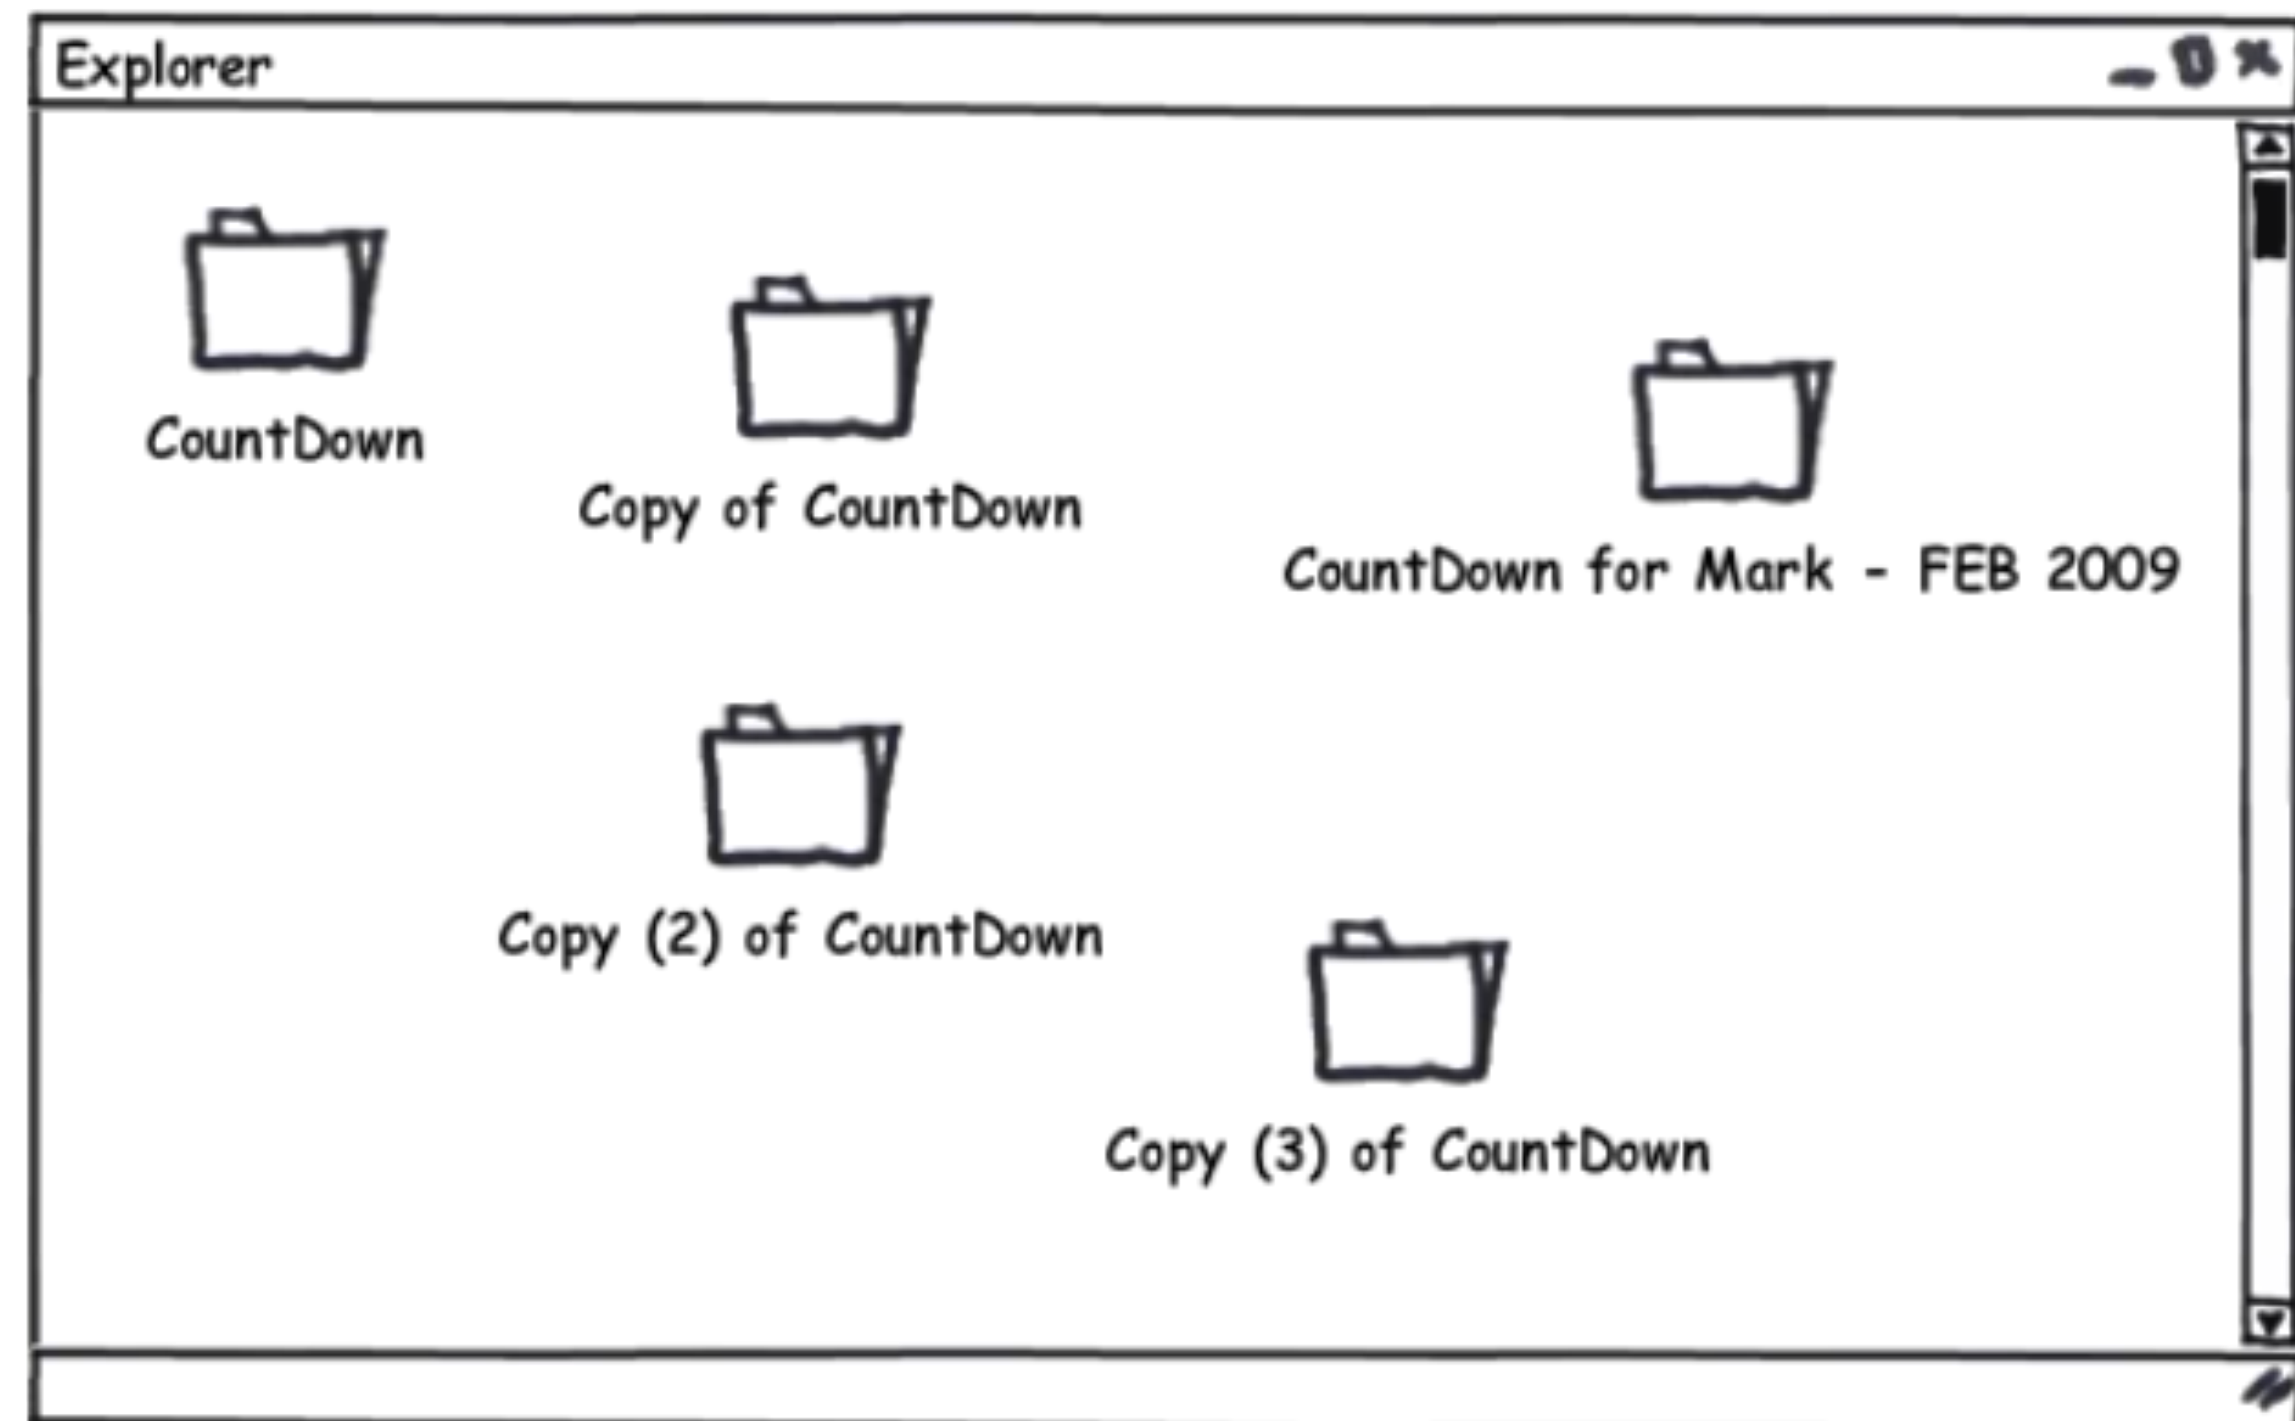 Explorer
CountDown
Copy of CountDown
CountDown for Mark - FEB 2009
Copy (2) of CountDown
Copy (3) of CountDown